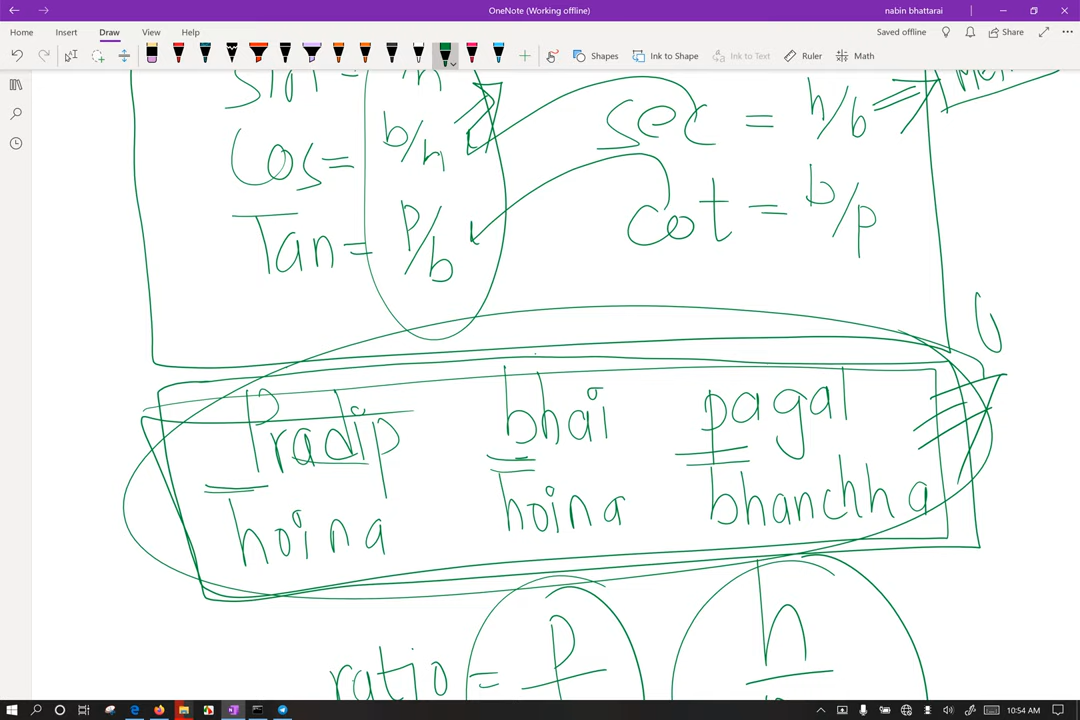 OneNote (Working offline)
nabin bhattarai
Home Insert Draw View Help
Saved offline
Share
Shapes
Ink to Shape
Ink to Text
Ruler
Math
Cos = b/h
Tan = p/b
sec = h/b
cot = b/p
Pradip bhai pagal
hoina hoina bhanchha
ratio = p h
10:54 AM